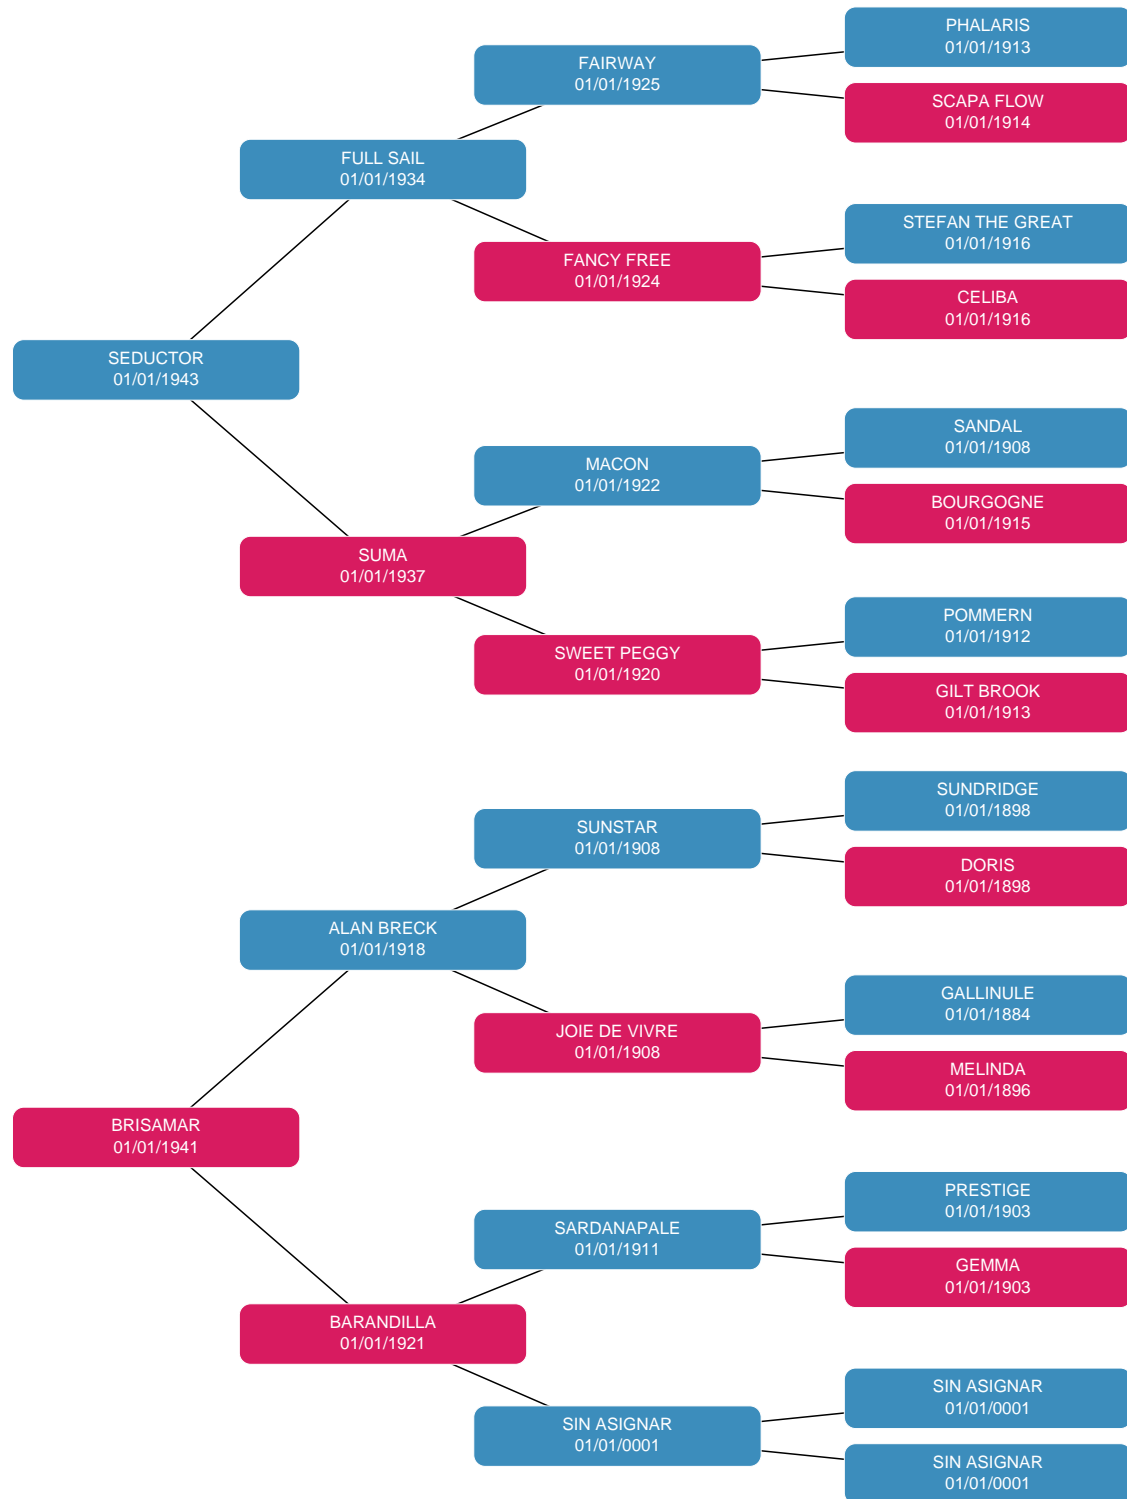 PHALARIS
01/01/1913
FAIRWAY
01/01/1925
SCAPA FLOW
01/01/1914
FULL SAIL
01/01/1934
STEFAN THE GREAT
01/01/1916
FANCY FREE
01/01/1924
CELIBA
01/01/1916
SEDUCTOR
01/01/1943
SANDAL
01/01/1908
MACON
01/01/1922
BOURGOGNE
01/01/1915
SUMA
01/01/1937
POMMERN
01/01/1912
SWEET PEGGY
01/01/1920
GILT BROOK
01/01/1913
SUNDRIDGE
01/01/1898
SUNSTAR
01/01/1908
DORIS
01/01/1898
ALAN BRECK
01/01/1918
GALLINULE
01/01/1884
JOIE DE VIVRE
01/01/1908
MELINDA
01/01/1896
BRISAMAR
01/01/1941
PRESTIGE
01/01/1903
SARDANAPALE
01/01/1911
GEMMA
01/01/1903
BARANDILLA
01/01/1921
SIN ASIGNAR
01/01/0001
SIN ASIGNAR
01/01/0001
SIN ASIGNAR
01/01/0001